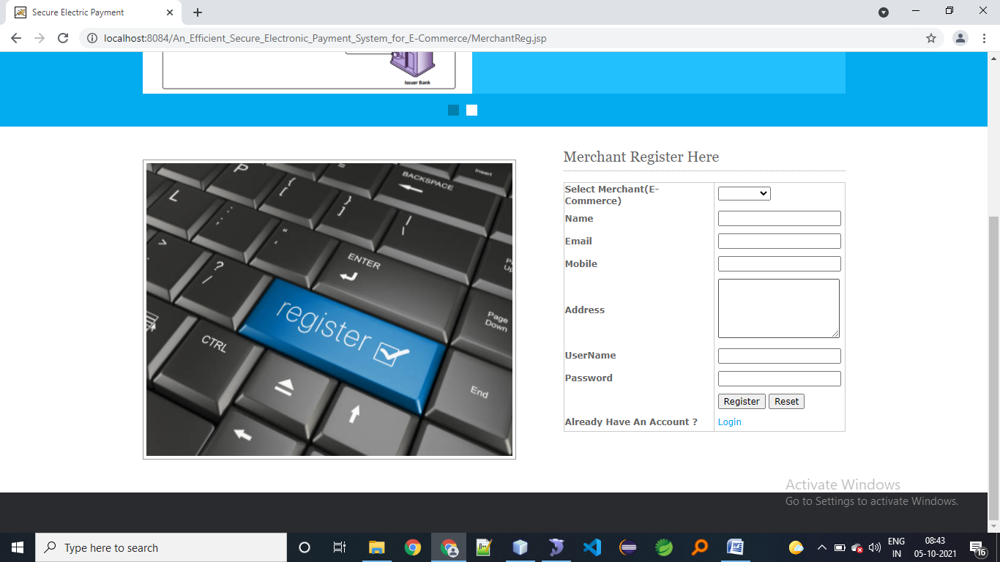 Secure Electric Payment
localhost:8084/An_Efficient_Secure_Electronic_Payment_System_for_E-Commerce/MerchantReg.jsp
Issuer Bank
Merchant Register Here
Select Merchant(E-
Commerce)
Name
Email
Mobile
Address
UserName
Password
Register Reset
Already Have An Account ? Login
P
{
[
=
BACKSPACE
Insert
L
:
;
}
]
|
\
"
'
>
?
/
ENTER
register
Page
Down
CTRL
End
Activate Windows
Go to Settings to activate Windows.
Type here to search
ENG
IN
08:43
05-10-2021
16